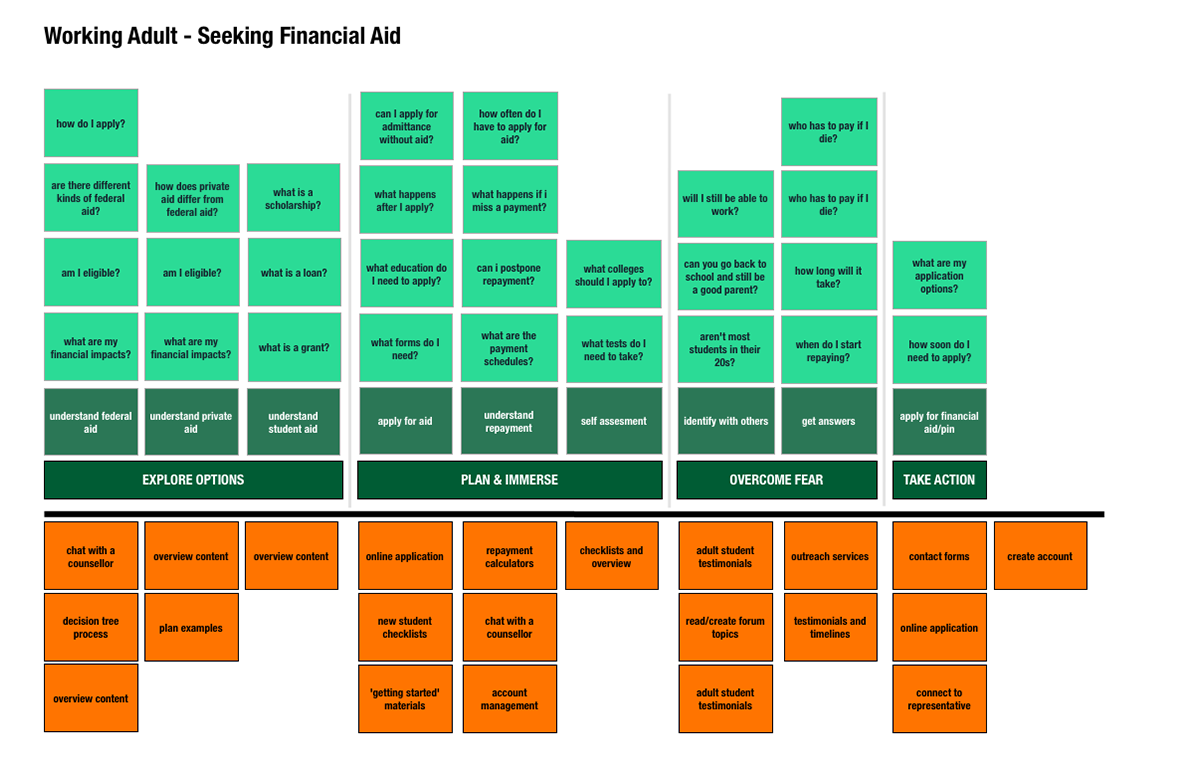 Working Adult - Seeking Financial Aid
how do I apply?
can I apply for
admittance
without aid?
how often do I
have to apply for
aid?
who has to pay if I
die?
are there different
kinds of federal
aid?
how does private
aid differ from
federal aid?
what is a
scholarship?
what happens
after I apply?
what happens if i
miss a payment?
will I still be able to
work?
who has to pay if I
die?
am I eligible?
am I eligible?
what is a loan?
what education do
I need to apply?
can i postpone
repayment?
what colleges
should I apply to?
can you go back to
school and still be
a good parent?
how long will it
take?
what are my
application
options?
what are my
financial impacts?
what are my
financial impacts?
what is a grant?
what forms do I
need?
what are the
payment
schedules?
what tests do I
need to take?
aren't most
students in their
20s?
when do I start
repaying?
how soon do I
need to apply?
understand federal
aid
understand private
aid
understand
student aid
apply for aid
understand
repayment
self assesment
identify with others
get answers
apply for financial
aid/pin
EXPLORE OPTIONS
PLAN & IMMERSE
OVERCOME FEAR
TAKE ACTION
chat with a
counsellor
overview content
overview content
online application
repayment
calculators
checklists and
overview
adult student
testimonials
outreach services
contact forms
create account
decision tree
process
plan examples
new student
checklists
chat with a
counsellor
read/create forum
topics
testimonials and
timelines
online application
overview content
'getting started'
materials
account
management
adult student
testimonials
connect to
representative